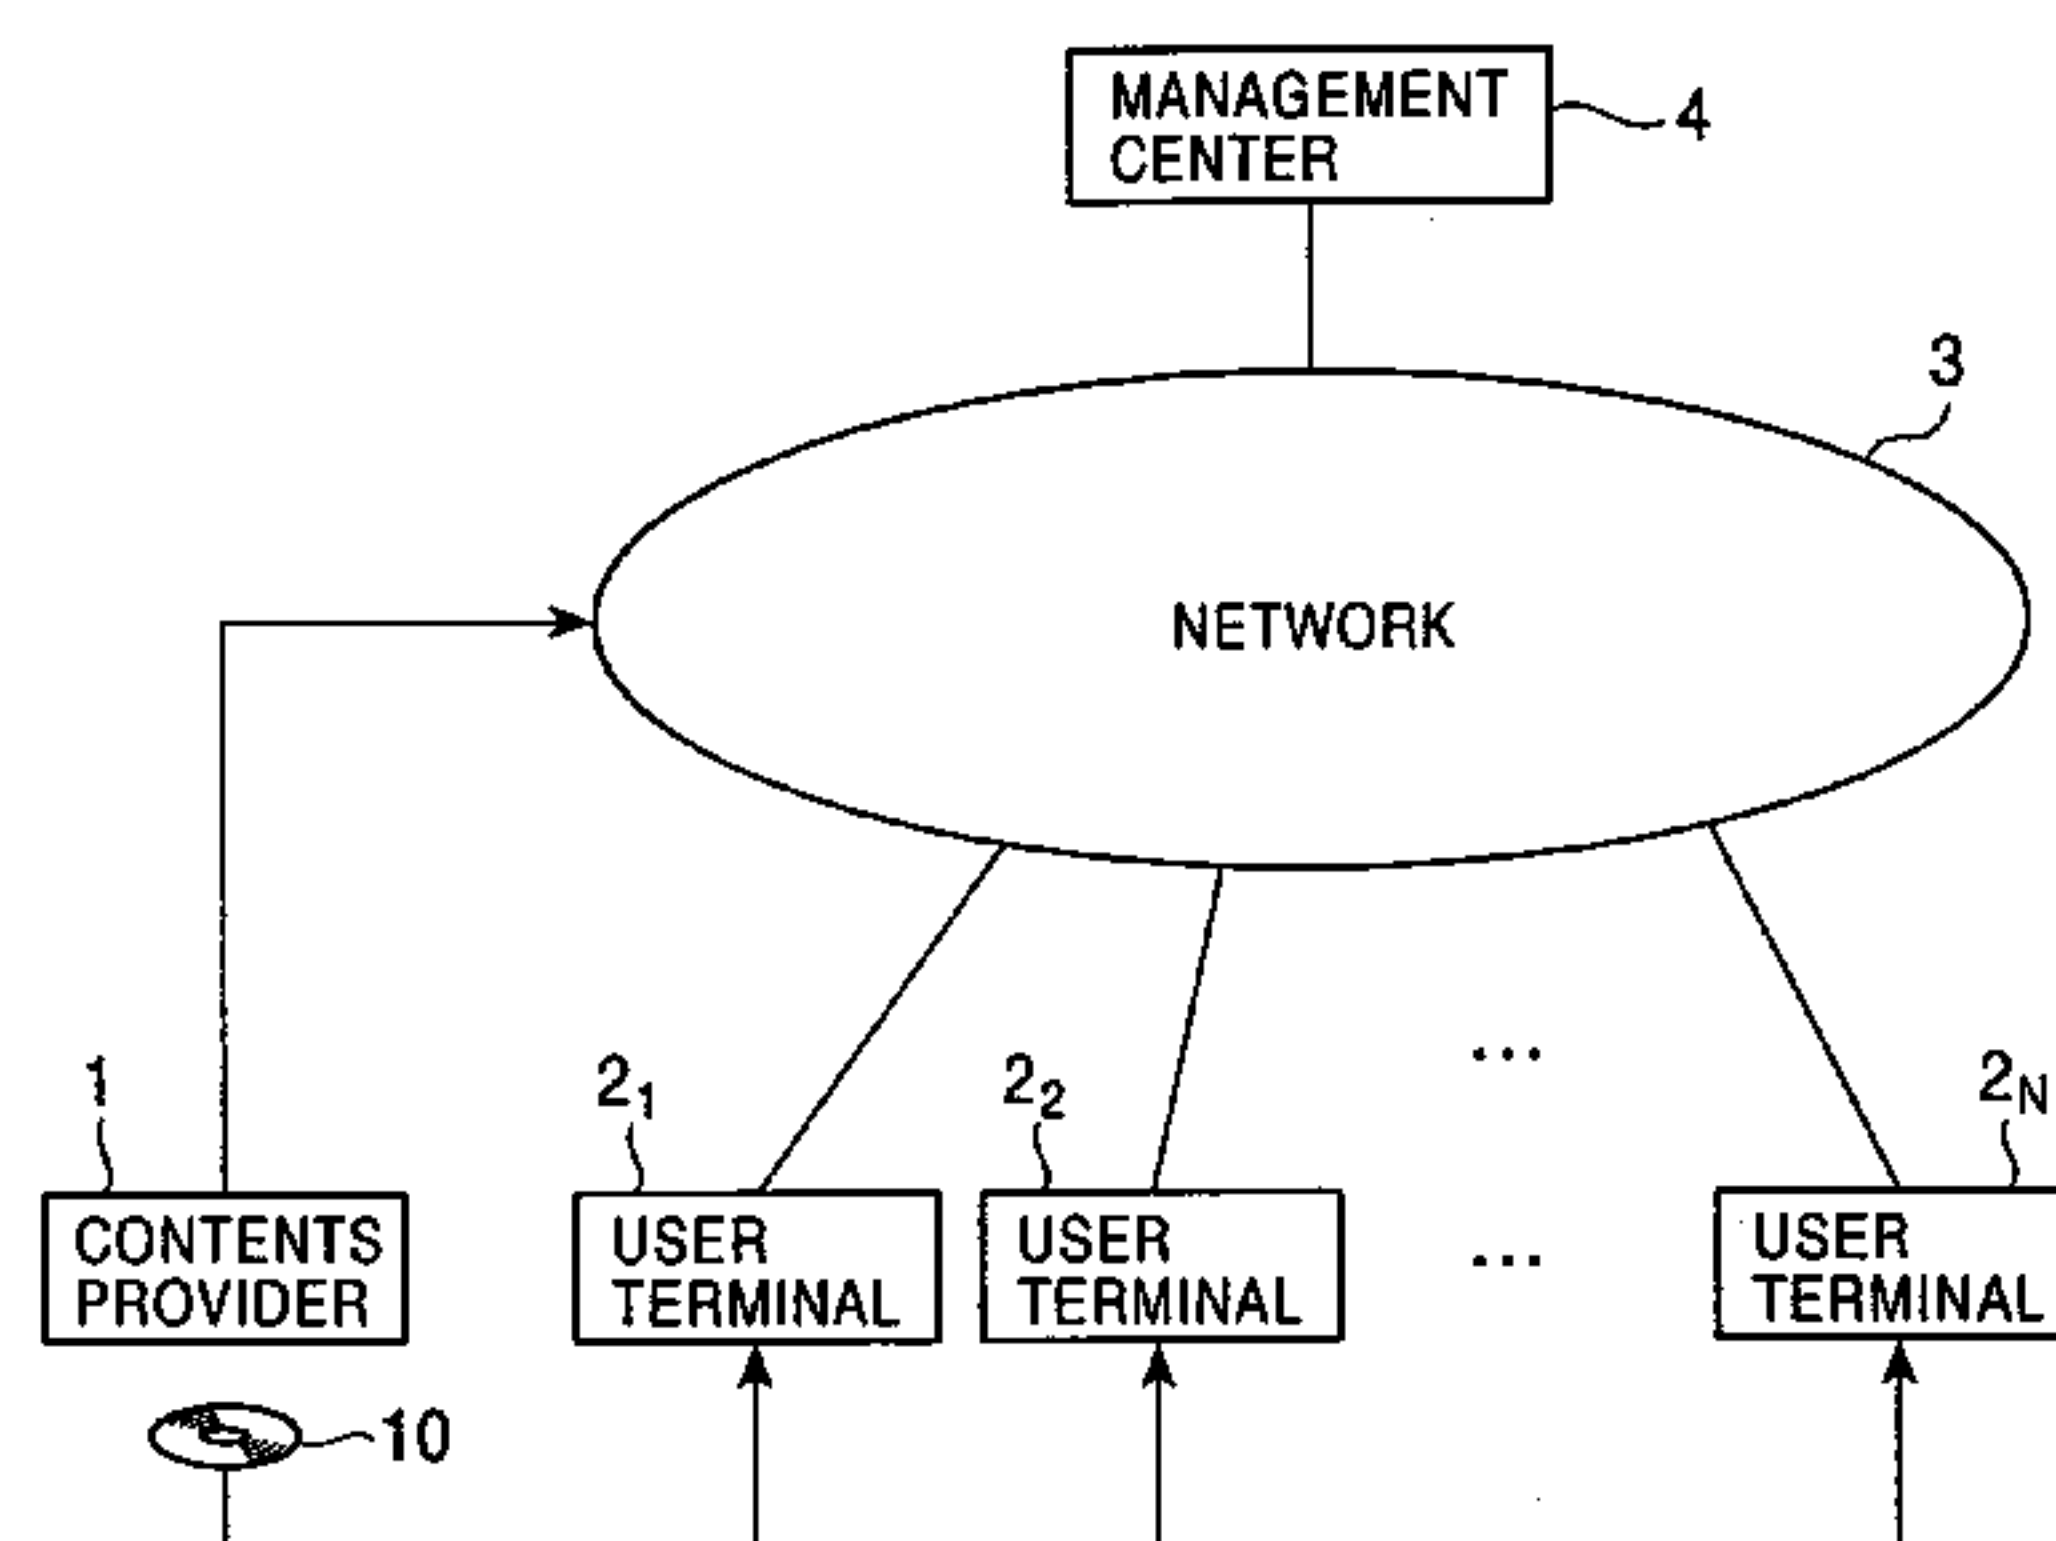 MANAGEMENT
CENTER
4
3
NETWORK
...
1
2₁
2₂
2N
CONTENTS
PROVIDER
USER
TERMINAL
USER
TERMINAL
...
USER
TERMINAL
10